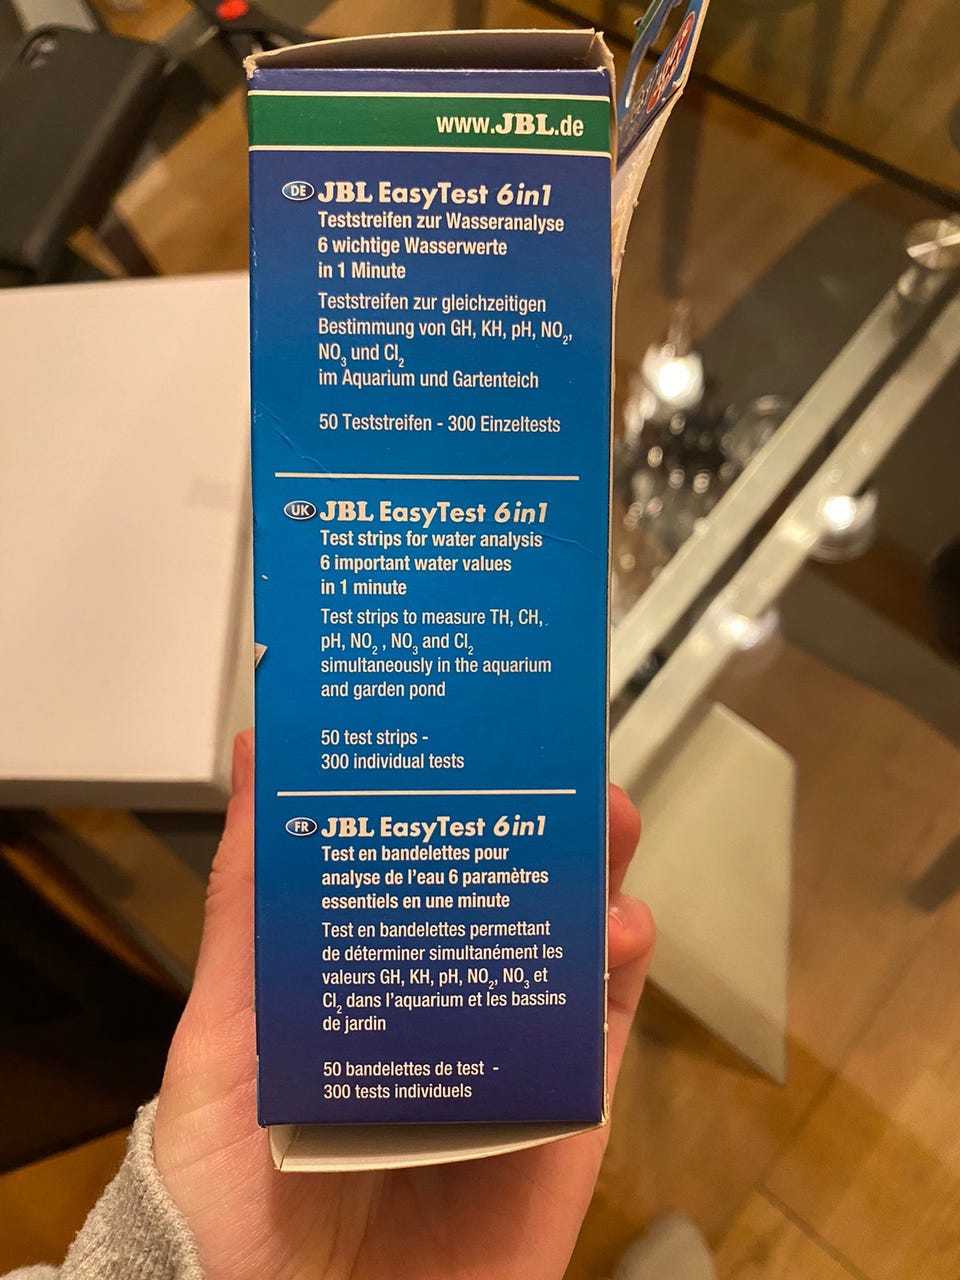 www.JBL.de
DE JBL EasyTest 6in1
Teststreifen zur Wasseranalyse
6 wichtige Wasserwerte
in 1 Minute
Teststreifen zur gleichzeitigen
Bestimmung von GH, KH, pH, NO₂,
NO₃ und Cl₂
im Aquarium und Gartenteich
50 Teststreifen - 300 Einzeltests
UK JBL EasyTest 6in1
Test strips for water analysis
6 important water values
in 1 minute
Test strips to measure TH, CH,
pH, NO₂ , NO₃ and Cl₂
simultaneously in the aquarium
and garden pond
50 test strips -
300 individual tests
FR JBL EasyTest 6in1
Test en bandelettes pour
analyse de l'eau 6 paramètres
essentiels en une minute
Test en bandelettes permettant
de déterminer simultanément les
valeurs GH, KH, pH, NO₂, NO₃ et
Cl₂ dans l'aquarium et les bassins
de jardin
50 bandelettes de test -
300 tests individuels